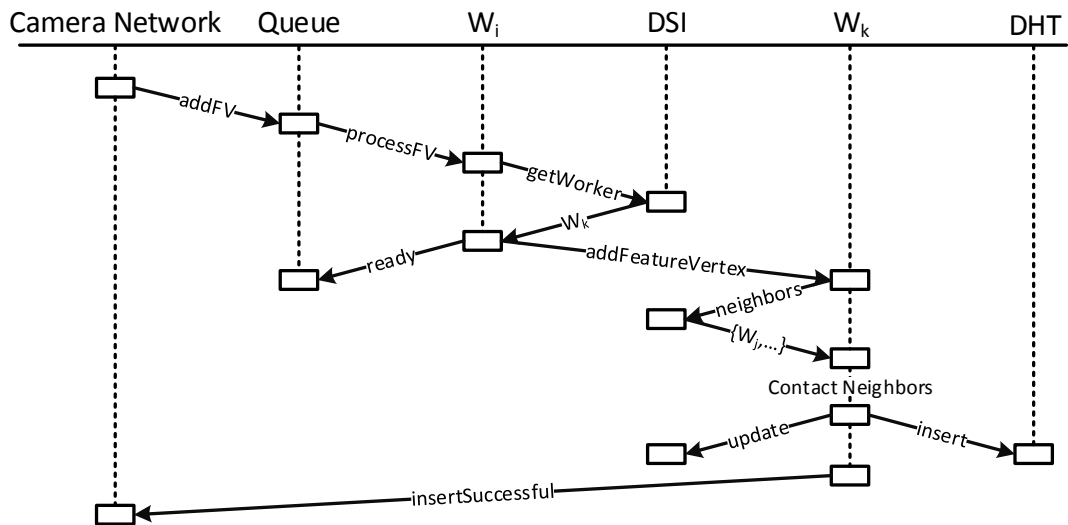 Camera Network
Queue
Wᵢ
DSI
Wₖ
DHT
addFV
processFV
getWorker
Wₖ
ready
addFeatureVertex
neighbors
{Wⱼ,...}
Contact Neighbors
update
insert
insertSuccessful